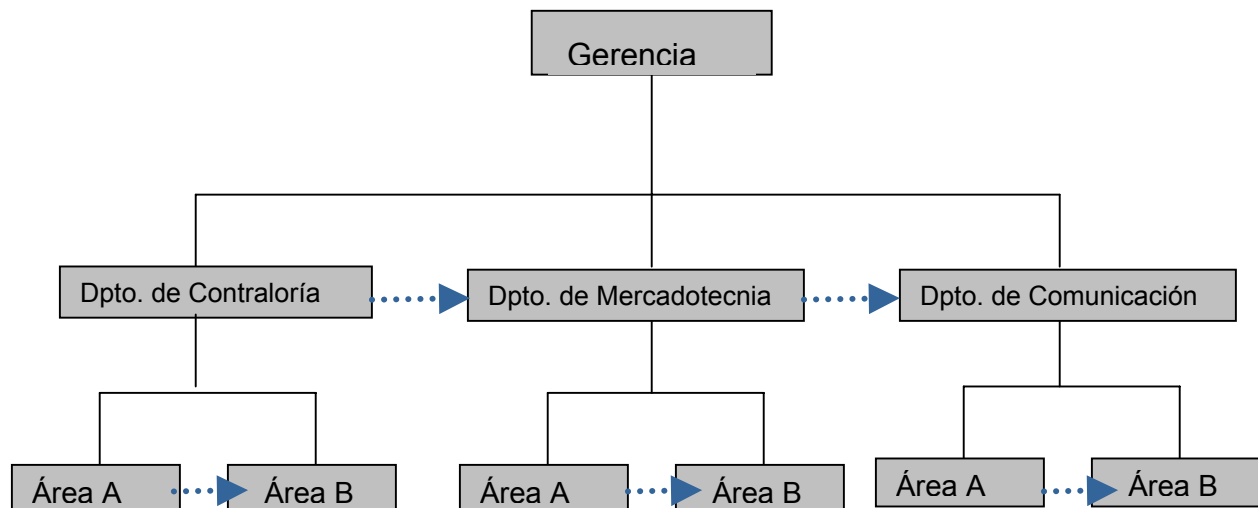 Gerencia
Dpto. de Contraloría
Dpto. de Mercadotecnia
Dpto. de Comunicación
Área A
Área B
Área A
Área B
Área A
Área B